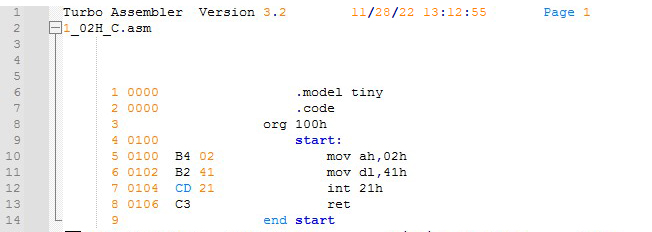 1 Turbo Assembler Version 3.2 11/28/22 13:12:55 Page 1
2 1_02H_C.asm
3
4
5
6 1 0000 .model tiny
7 2 0000 .code
8 3 org 100h
9 4 0100 start:
10 5 0100 B4 02 mov ah,02h
11 6 0102 B2 41 mov dl,41h
12 7 0104 CD 21 int 21h
13 8 0106 C3 ret
14 9 end start